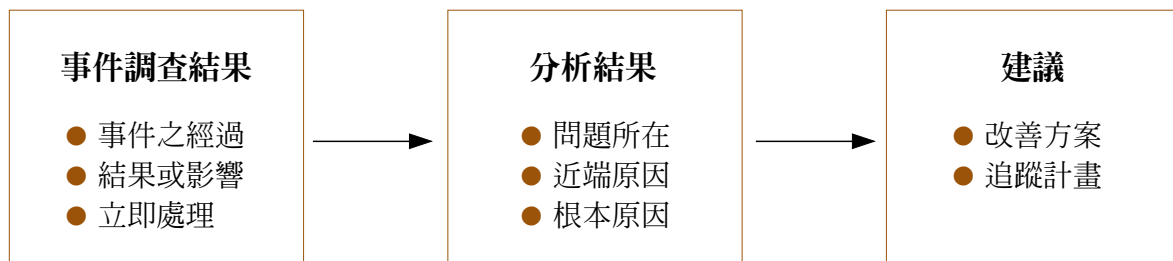 事件調查結果
● 事件之經過
● 結果或影響
● 立即處理
分析結果
● 問題所在
● 近端原因
● 根本原因
建議
● 改善方案
● 追蹤計畫